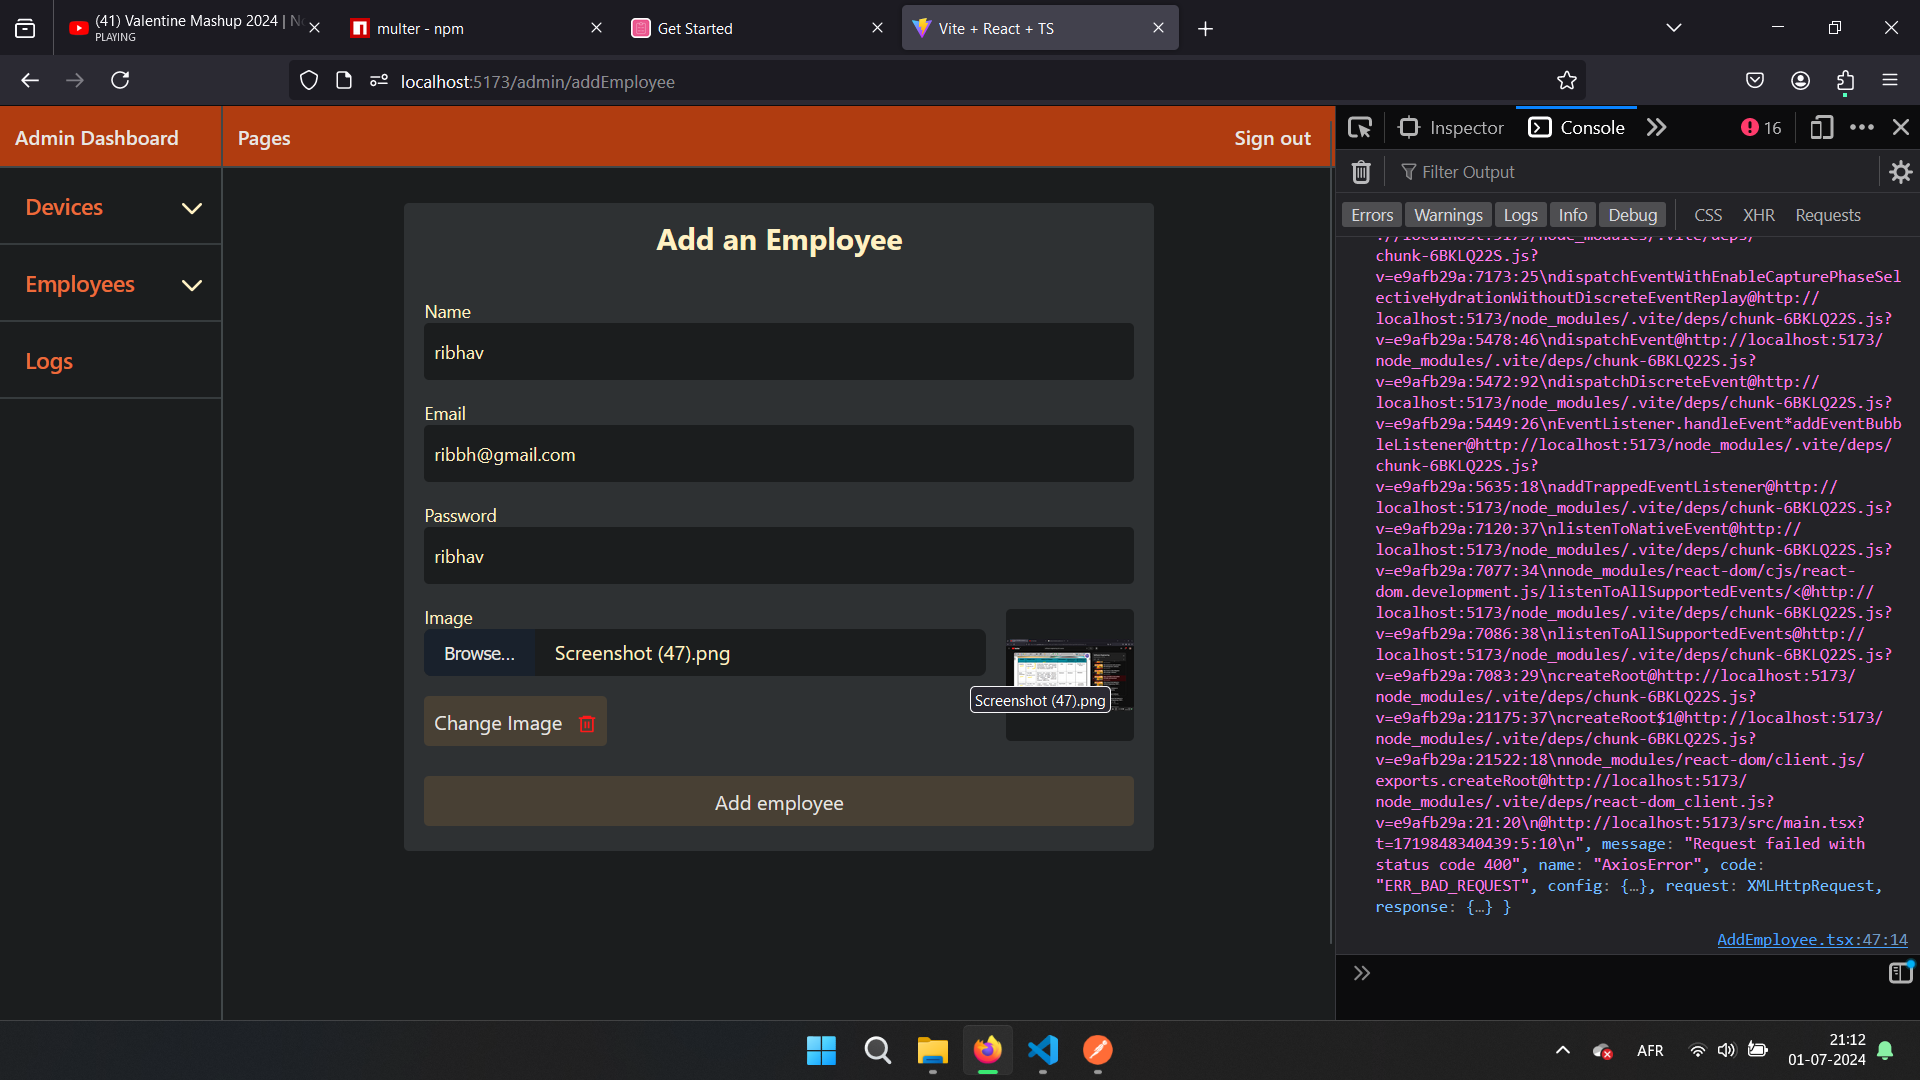 (41) Valentine Mashup 2024 | No
PLAYING
multer - npm
Get Started
Vite + React + TS
localhost:5173/admin/addEmployee
Admin Dashboard
Pages
Sign out
Devices
Employees
Logs
Add an Employee
Name
ribhav
Email
ribbh@gmail.com
Password
ribhav
Image
Browse...
Screenshot (47).png
Screenshot (47).png
Change Image
Add employee
Inspector
Console
16
Filter Output
Errors
Warnings
Logs
Info
Debug
CSS
XHR
Requests
://localhost:5173/node_modules/.vite/deps/
chunk-6BKLQ22S.js?
v=e9afb29a:7173:25\ndispatchEventWithEnableCapturePhaseSel
ectiveHydrationWithoutDiscreteEventReplay@http://
localhost:5173/node_modules/.vite/deps/chunk-6BKLQ22S.js?
v=e9afb29a:5478:46\ndispatchEvent@http://localhost:5173/
node_modules/.vite/deps/chunk-6BKLQ22S.js?
v=e9afb29a:5472:92\ndispatchDiscreteEvent@http://
localhost:5173/node_modules/.vite/deps/chunk-6BKLQ22S.js?
v=e9afb29a:5449:26\nEventListener.handleEvent*addEventBubb
leListener@http://localhost:5173/node_modules/.vite/deps/
chunk-6BKLQ22S.js?
v=e9afb29a:5635:18\naddTrappedEventListener@http://
localhost:5173/node_modules/.vite/deps/chunk-6BKLQ22S.js?
v=e9afb29a:7120:37\nlistenToNativeEvent@http://
localhost:5173/node_modules/.vite/deps/chunk-6BKLQ22S.js?
v=e9afb29a:7077:34\nnode_modules/react-dom/cjs/react-
dom.development.js/listenToAllSupportedEvents/<@http://
localhost:5173/node_modules/.vite/deps/chunk-6BKLQ22S.js?
v=e9afb29a:7086:38\nlistenToAllSupportedEvents@http://
localhost:5173/node_modules/.vite/deps/chunk-6BKLQ22S.js?
v=e9afb29a:7083:29\ncreateRoot@http://localhost:5173/
node_modules/.vite/deps/chunk-6BKLQ22S.js?
v=e9afb29a:21175:37\ncreateRoot$1@http://localhost:5173/
node_modules/.vite/deps/chunk-6BKLQ22S.js?
v=e9afb29a:21522:18\nnode_modules/react-dom/client.js/
exports.createRoot@http://localhost:5173/
node_modules/.vite/deps/react-dom_client.js?
v=e9afb29a:21:20\n@http://localhost:5173/src/main.tsx?
t=1719848340439:5:10\n", message: "Request failed with
status code 400", name: "AxiosError", code:
"ERR_BAD_REQUEST", config: {…}, request: XMLHttpRequest,
response: {…} }
AddEmployee.tsx:47:14
AFR
21:12
01-07-2024